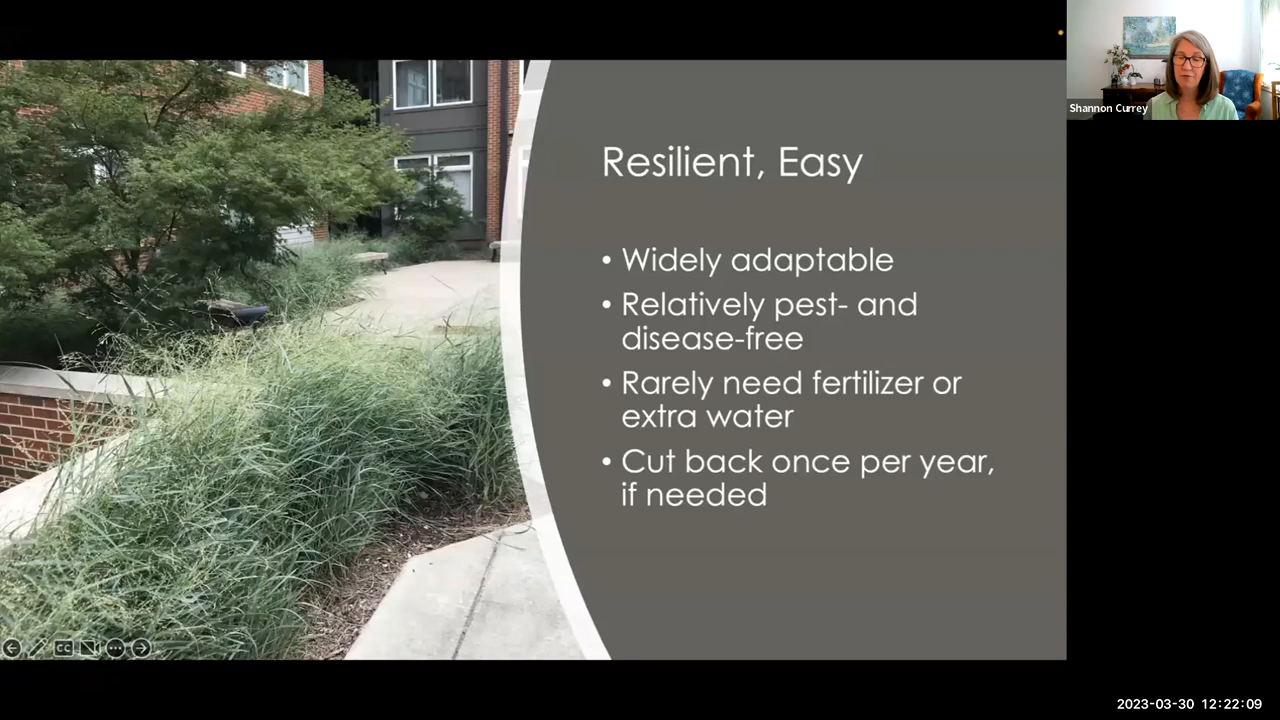 Shannon Currey
Resilient, Easy
• Widely adaptable
• Relatively pest- and
disease-free
• Rarely need fertilizer or
extra water
• Cut back once per year,
if needed
CC
2023-03-30 12:22:09